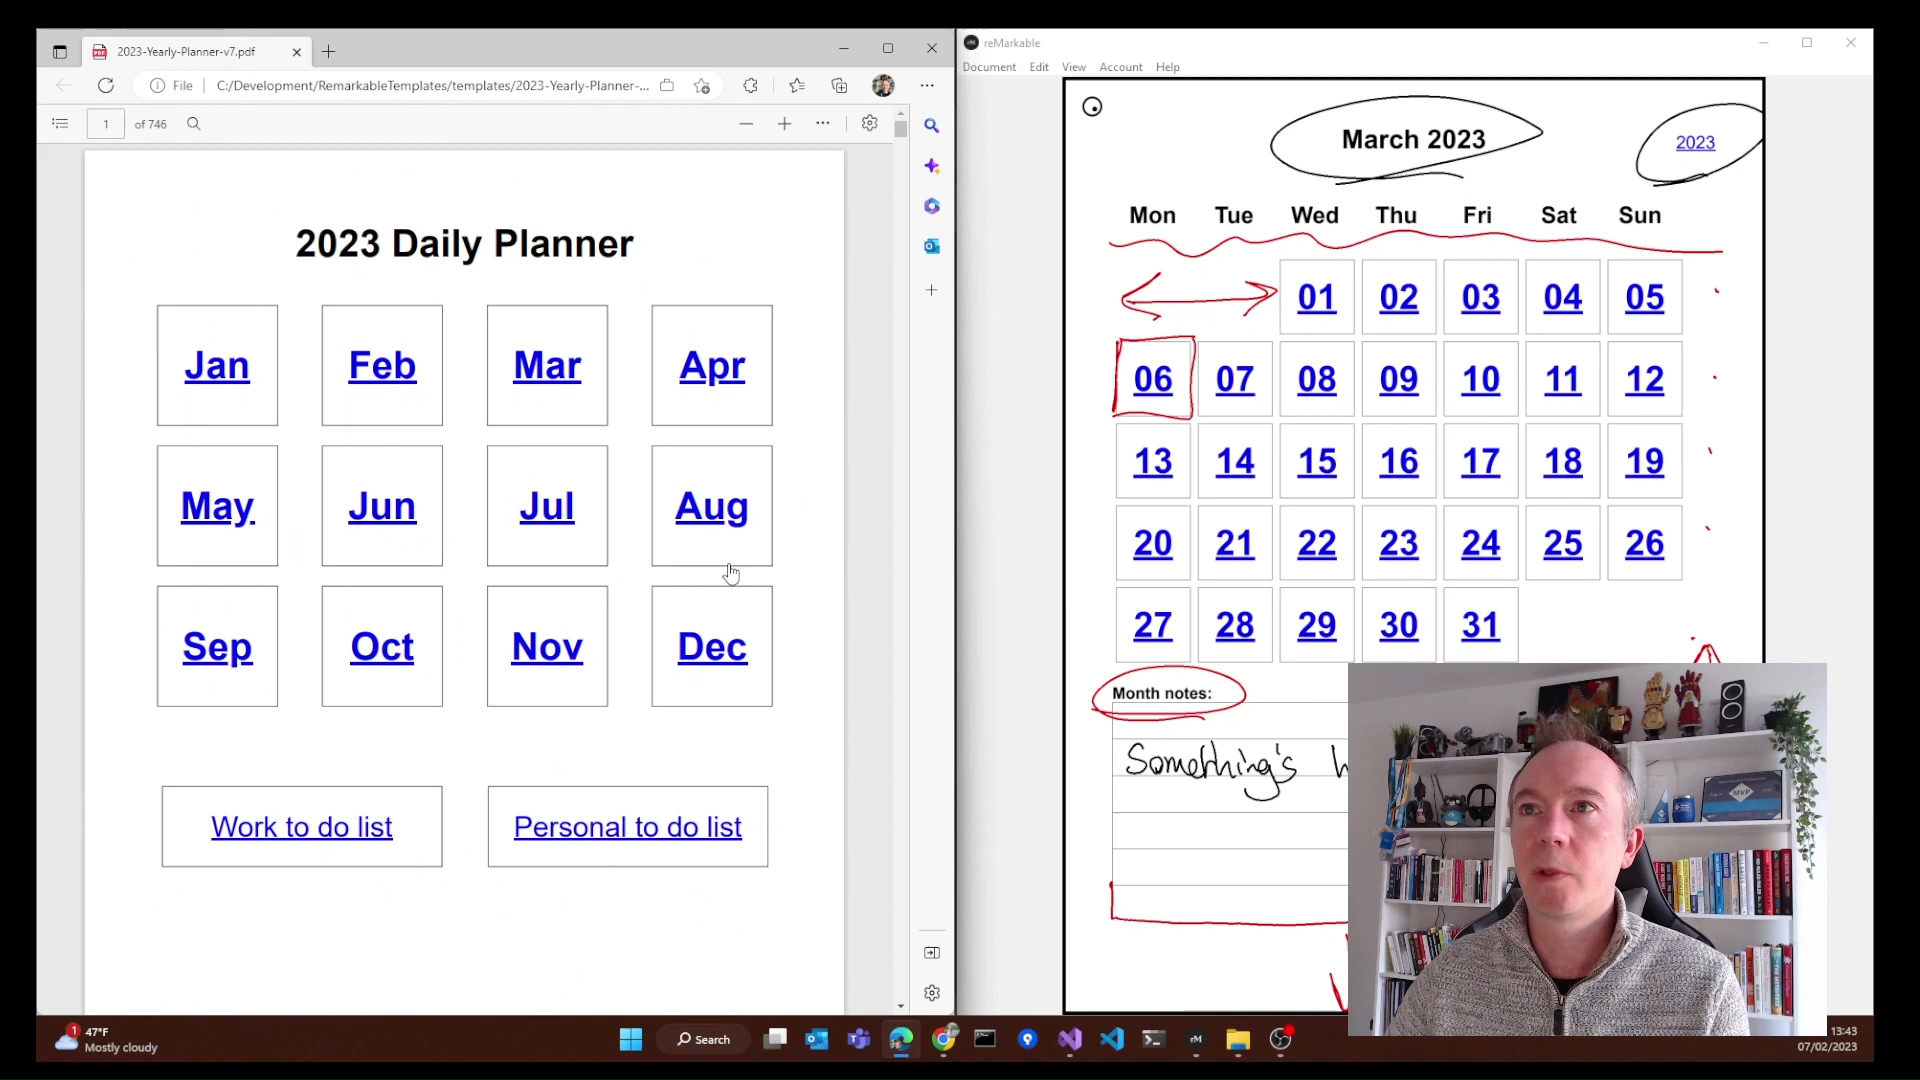 2023-Yearly-Planner-v7.pdf
File
C:/Development/RemarkableTemplates/templates/2023-Yearly-Planner-...
1 of 746
2023 Daily Planner
Jan Feb Mar Apr
May Jun Jul Aug
Sep Oct Nov Dec
Work to do list Personal to do list
reMarkable
Document Edit View Account Help
March 2023
2023
Mon Tue Wed Thu Fri Sat Sun
01 02 03 04 05
06 07 08 09 10 11 12
13 14 15 16 17 18 19
20 21 22 23 24 25 26
27 28 29 30 31
Month notes:
Something's
MVP
1
47°F
Mostly cloudy
Search
rM
13:43
07/02/2023